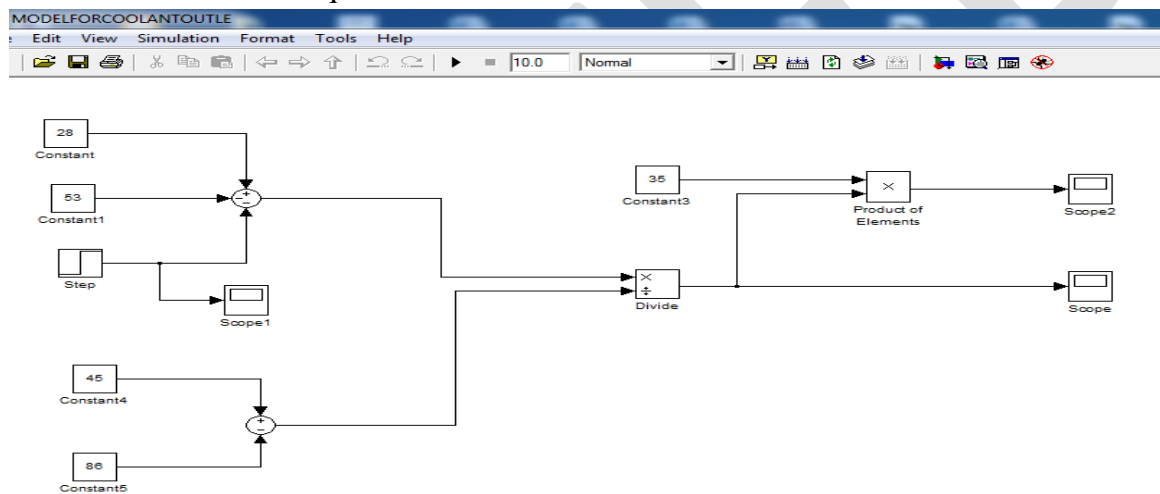 MODELFORCOOLANTOUTLE
Edit View Simulation Format Tools Help
10.0 Normal
28
Constant
53
Constant1
Step
Scope1
45
Constant4
86
Constant5
35
Constant3
Product of
Elements
Scope2
Divide
Scope